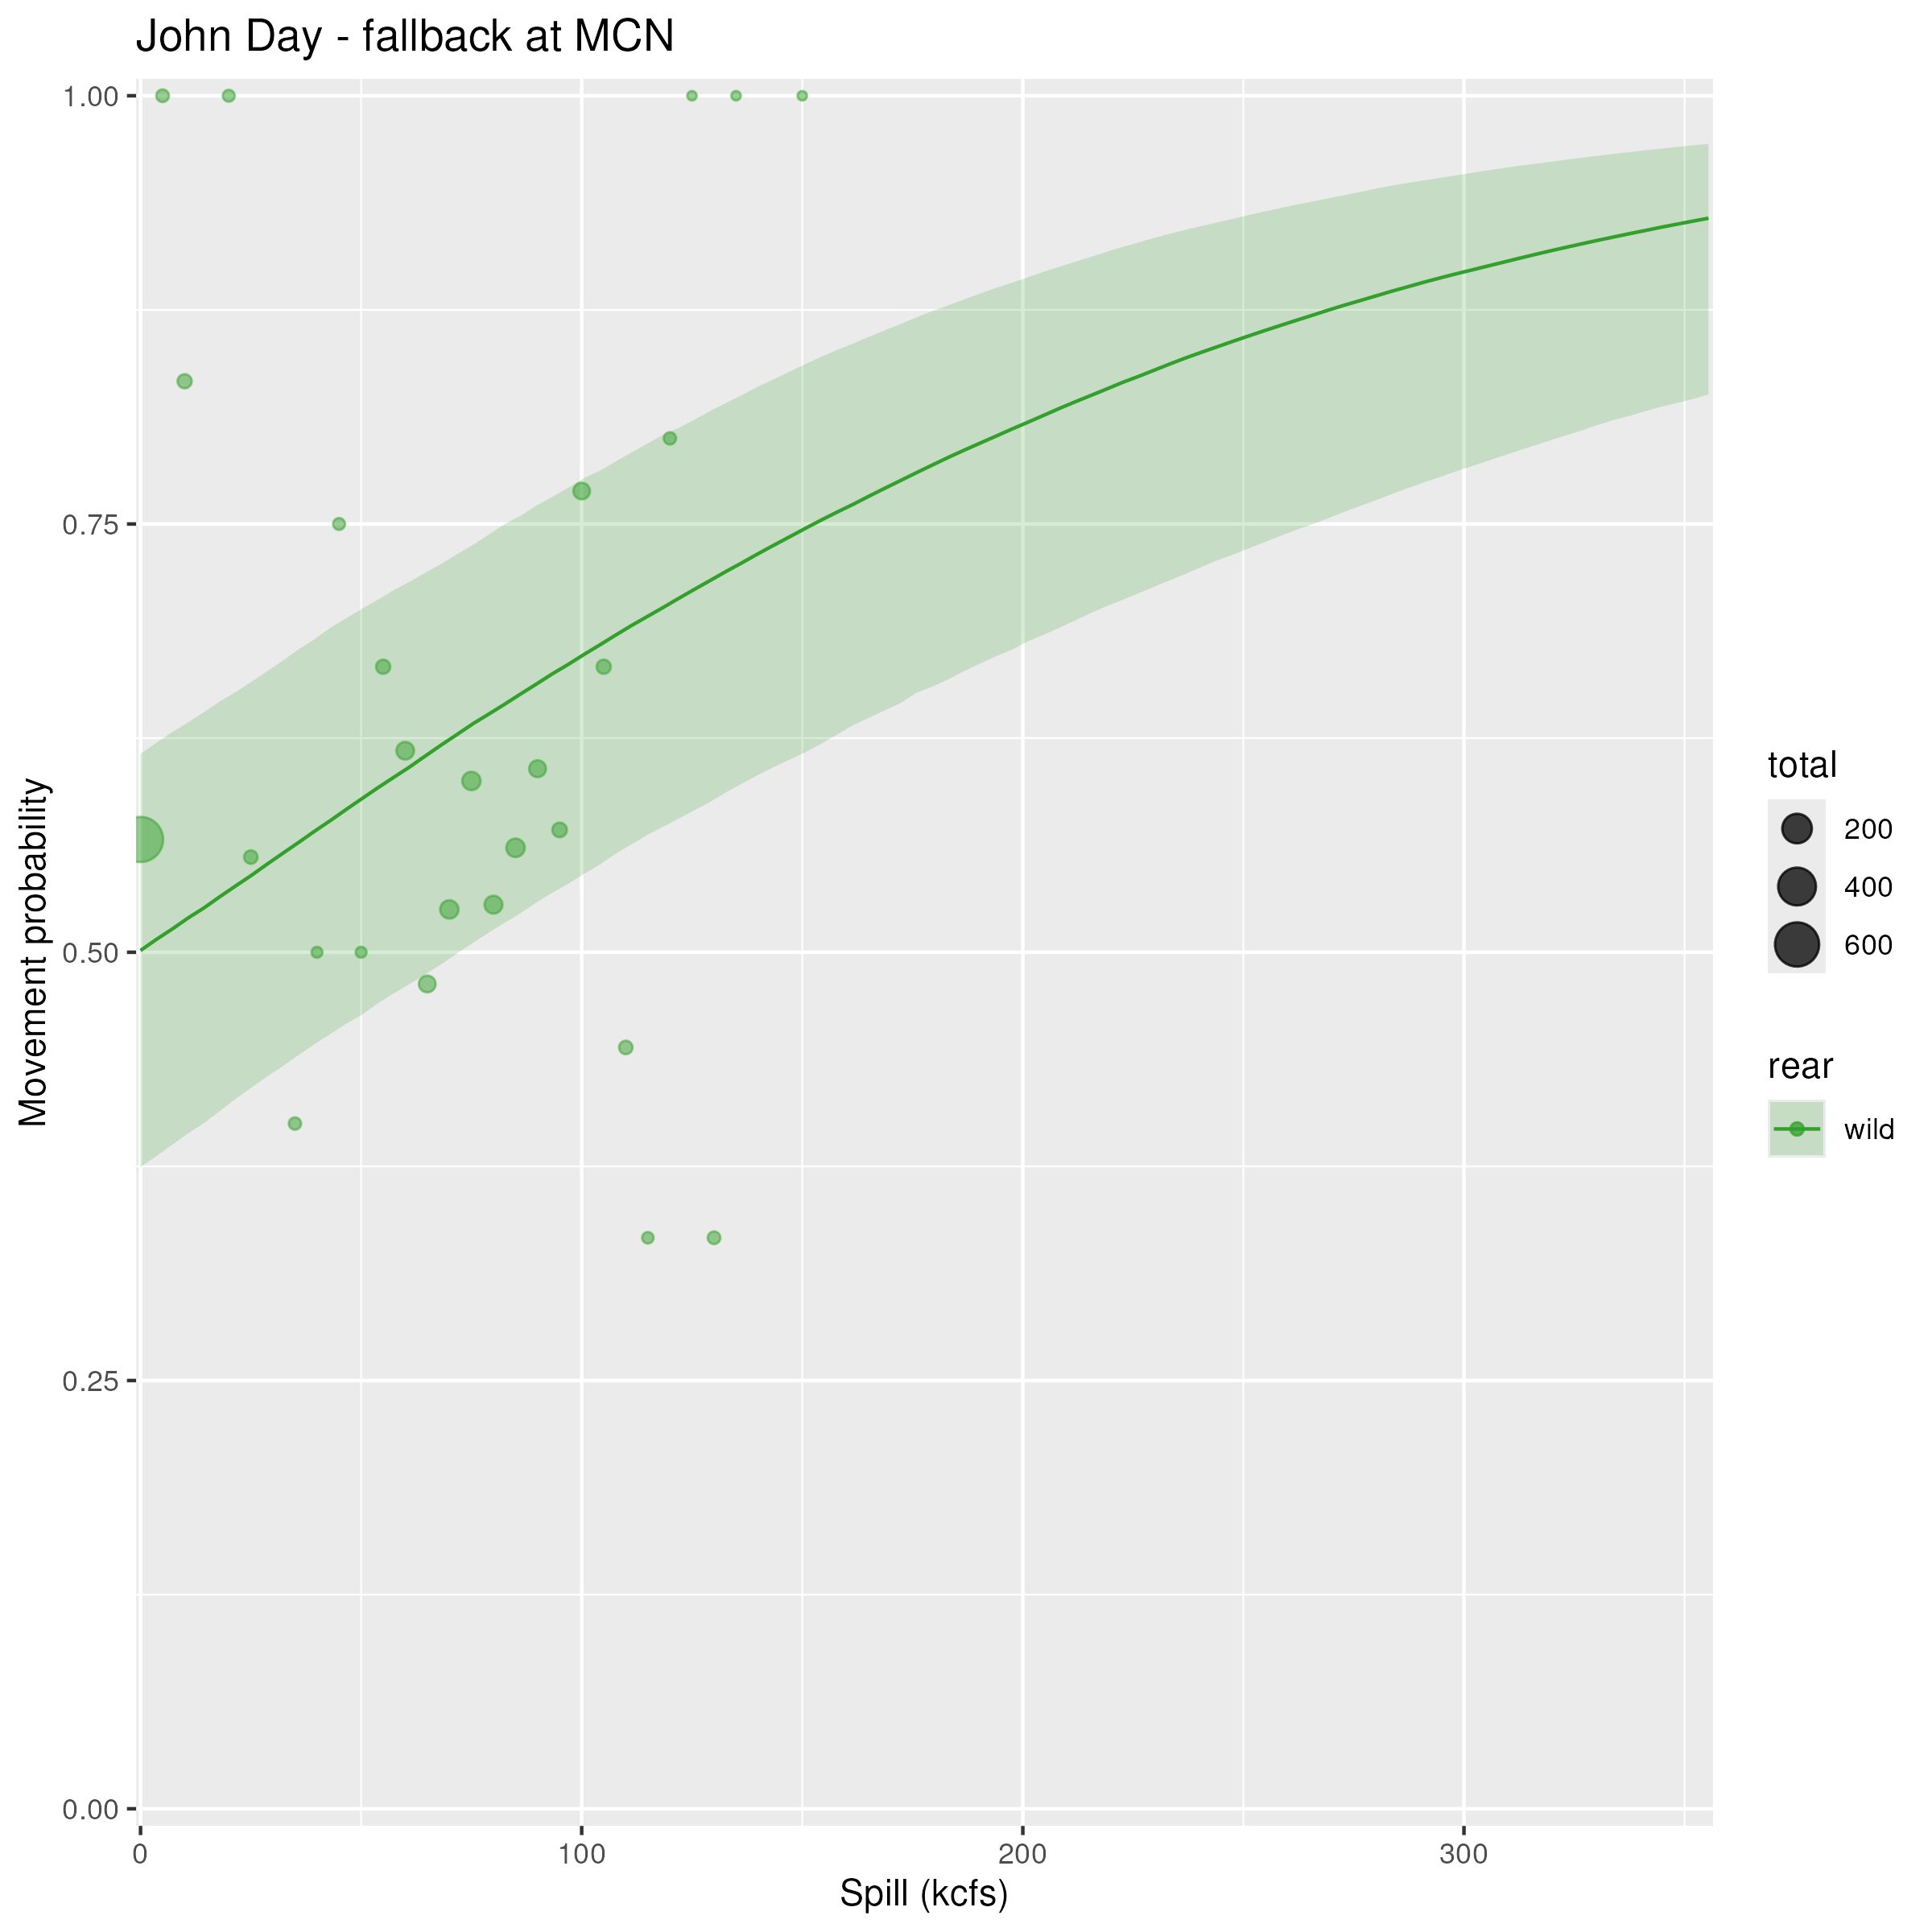 John Day - fallback at MCN
Movement probability
1.00
0.75
0.50
0.25
0.00
0
100
200
300
Spill (kcfs)
total
200
400
600
rear
wild